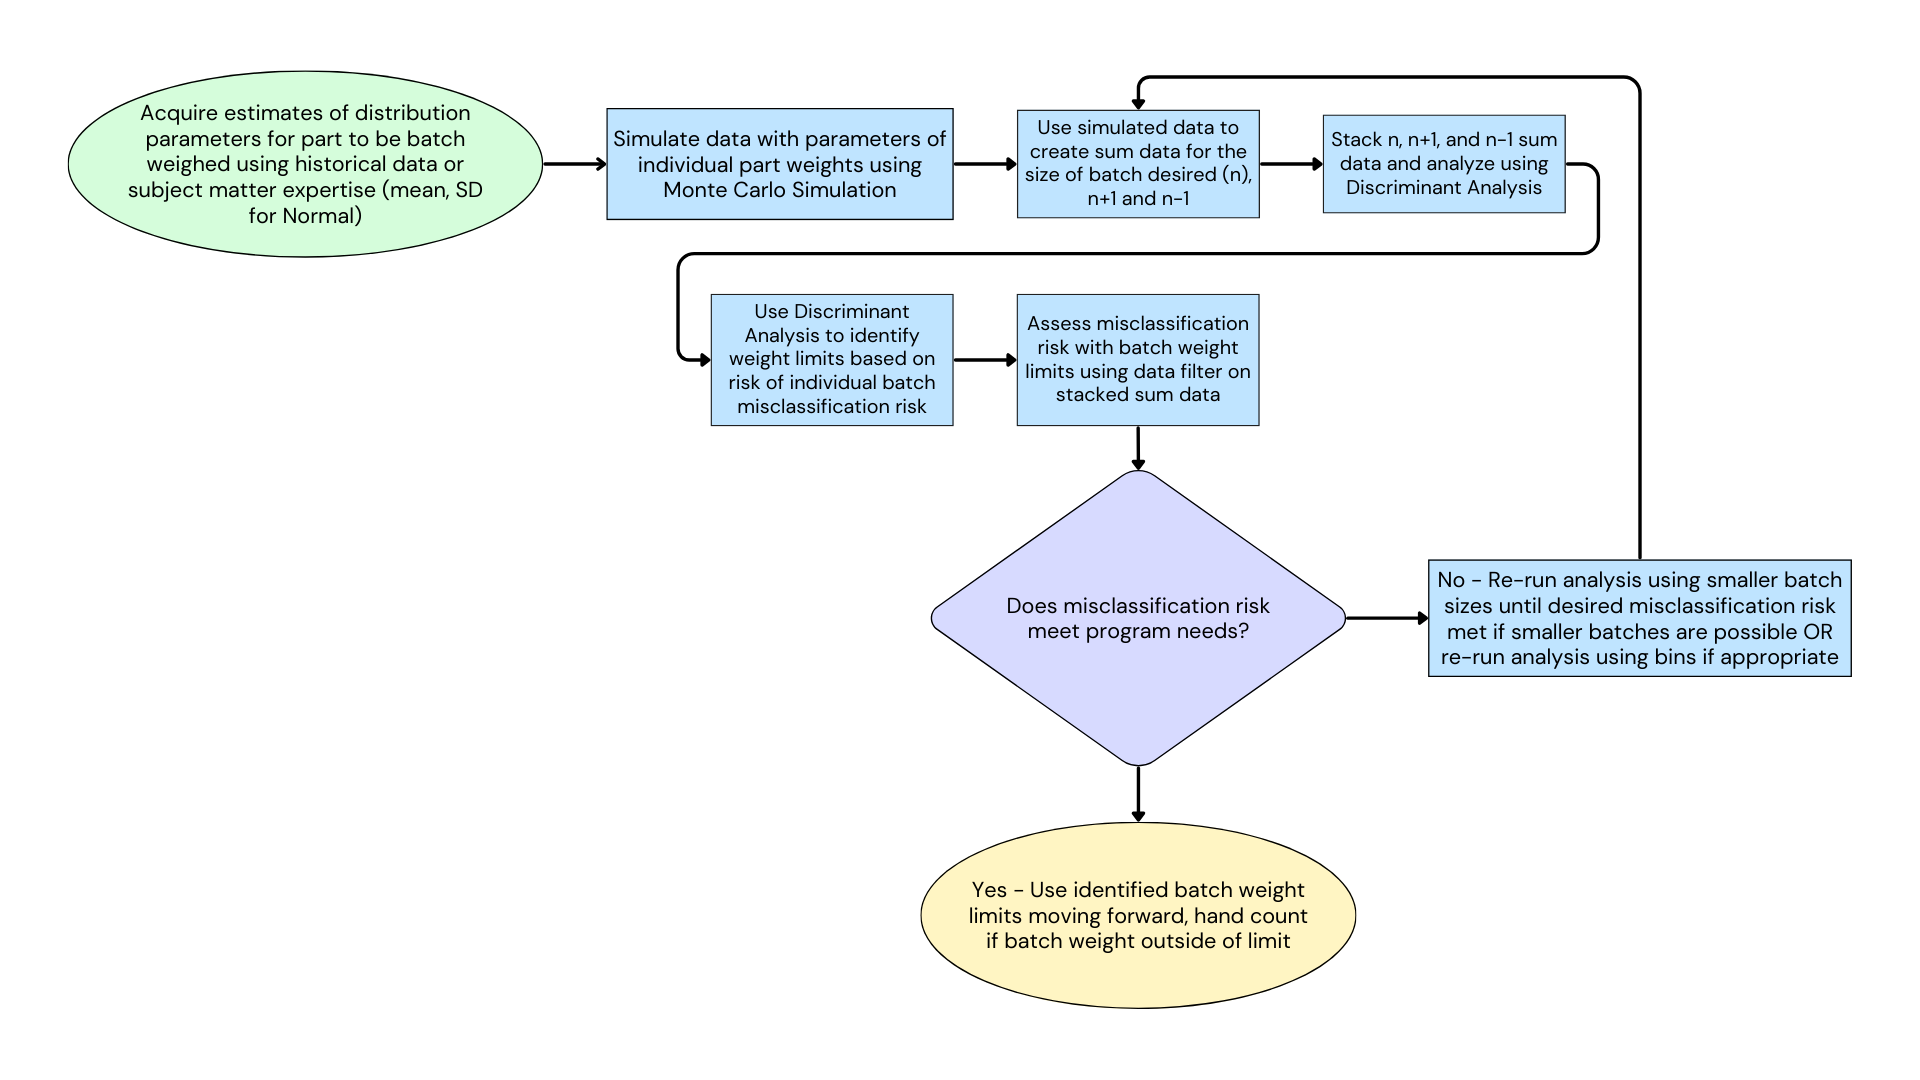 Acquire estimates of distribution
parameters for part to be batch
weighed using historical data or
subject matter expertise (mean, SD
for Normal)
Simulate data with parameters of
individual part weights using
Monte Carlo Simulation
Use simulated data to
create sum data for the
size of batch desired (n),
n+1 and n-1
Stack n, n+1, and n-1 sum
data and analyze using
Discriminant Analysis
Use Discriminant
Analysis to identify
weight limits based on
risk of individual batch
misclassification risk
Assess misclassification
risk with batch weight
limits using data filter on
stacked sum data
Does misclassification risk
meet program needs?
No - Re-run analysis using smaller batch
sizes until desired misclassification risk
met if smaller batches are possible OR
re-run analysis using bins if appropriate
Yes - Use identified batch weight
limits moving forward, hand count
if batch weight outside of limit